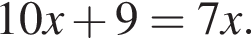 10x + 9 = 7x.